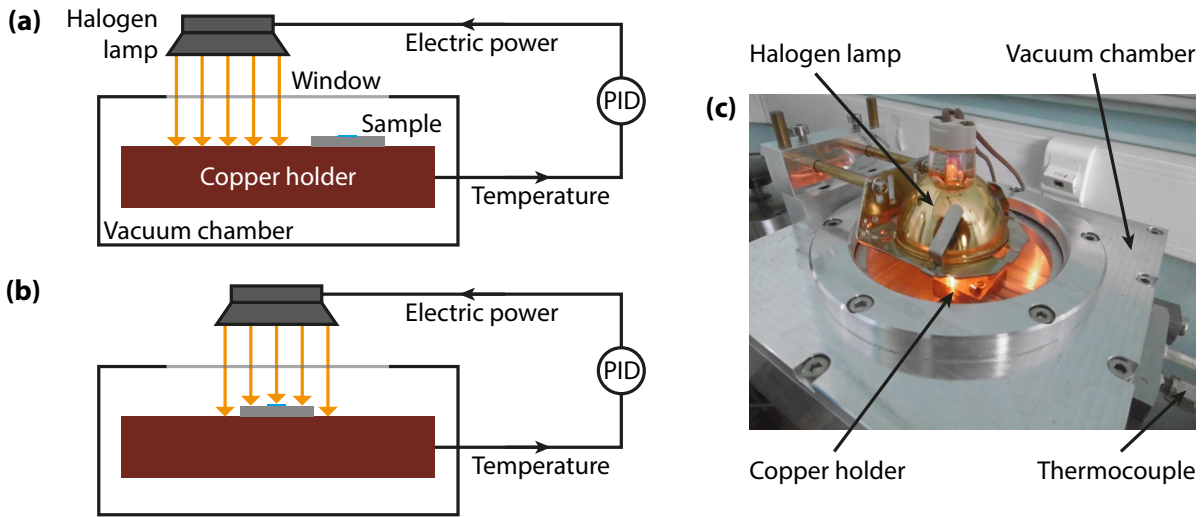 (a)
Halogen
lamp
Electric power
Window
PID
Sample
Copper holder
Temperature
Vacuum chamber
(b)
Electric power
PID
Temperature
Halogen lamp
Vacuum chamber
(c)
Copper holder
Thermocouple